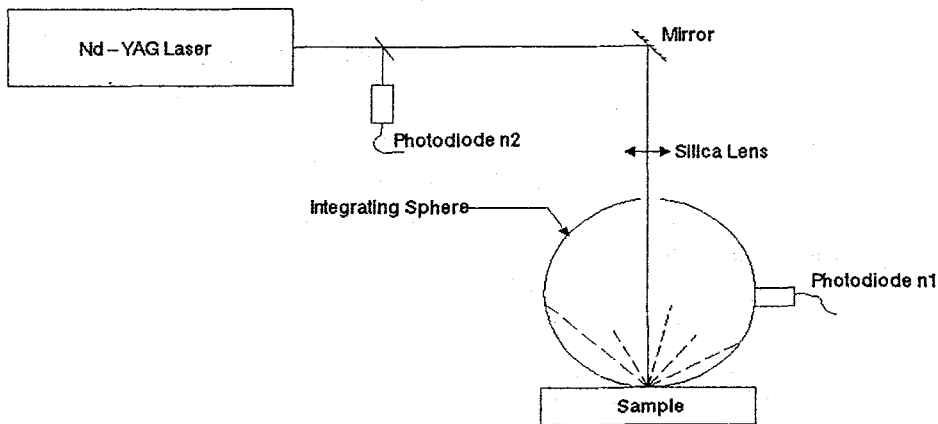 Nd-YAG Laser
Mirror
Photodiode n2
Silica Lens
Integrating Sphere
Photodiode n1
Sample